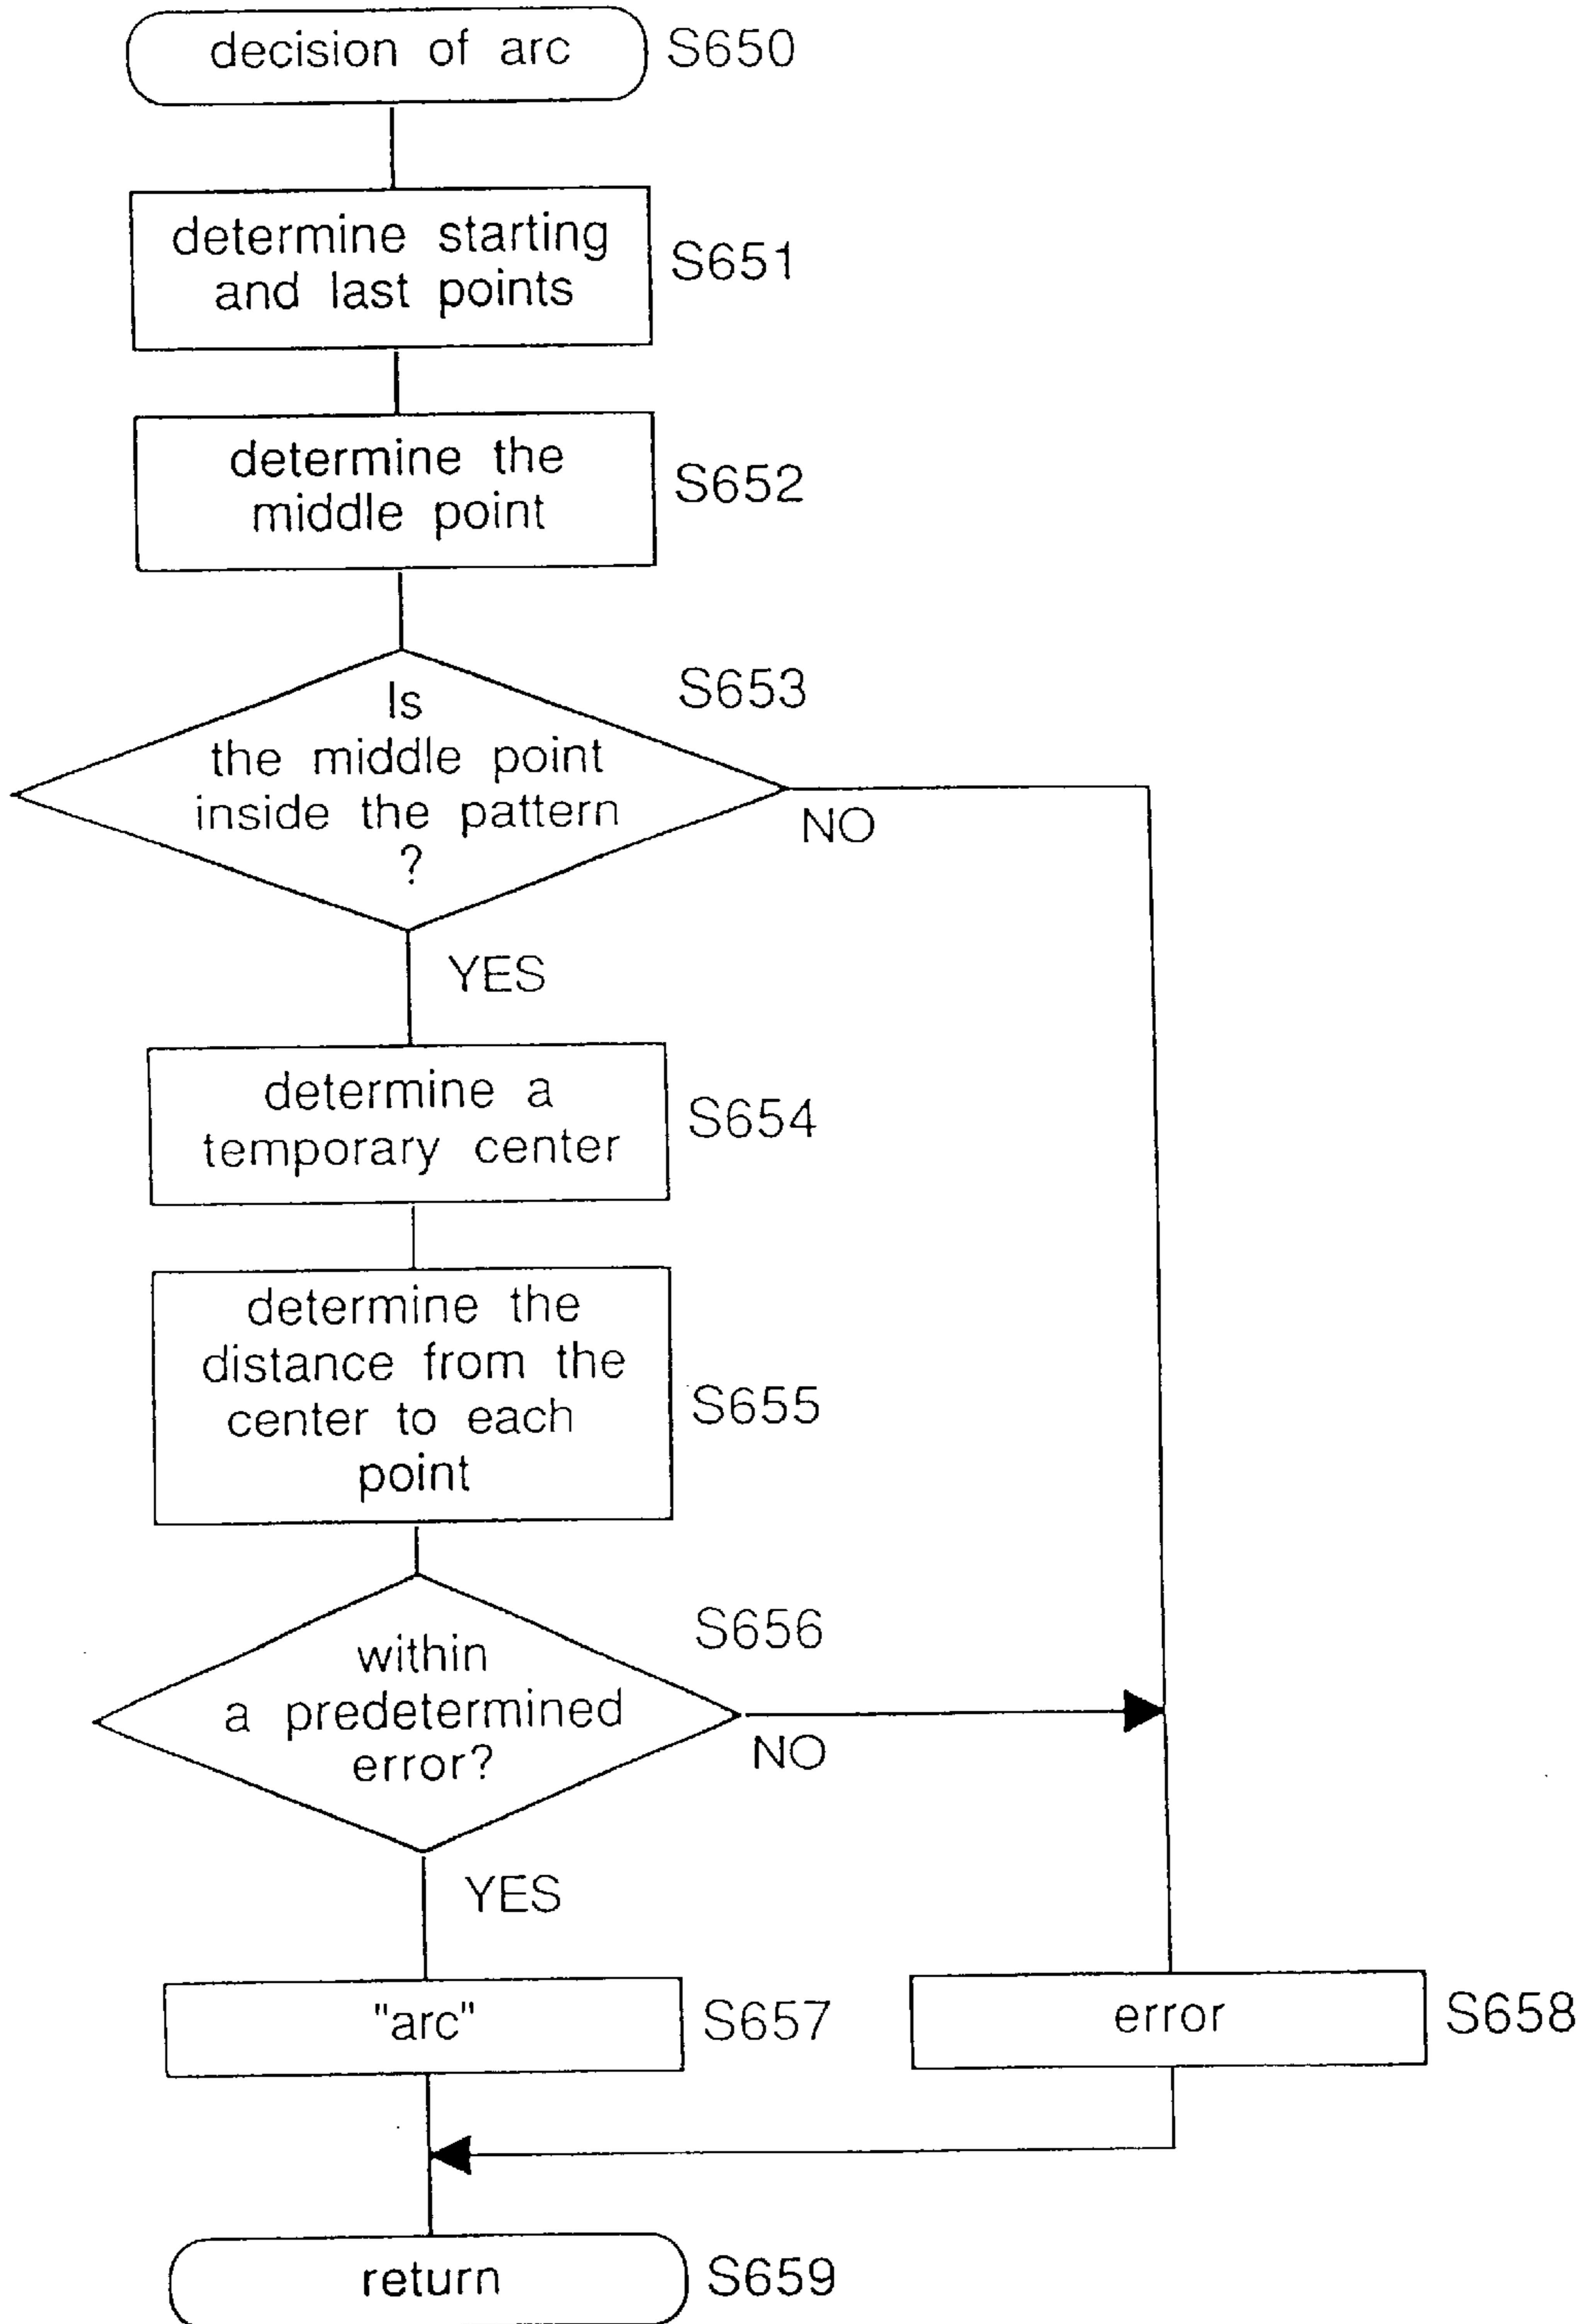 decision of arc
S650
determine starting
and last points
S651
determine the
middle point
S652
Is
the middle point
inside the pattern
?
S653
NO
YES
determine a
temporary center
S654
determine the
distance from the
center to each
point
S655
within
a predetermined
error?
S656
NO
YES
"arc"
S657
error
S658
return
S659